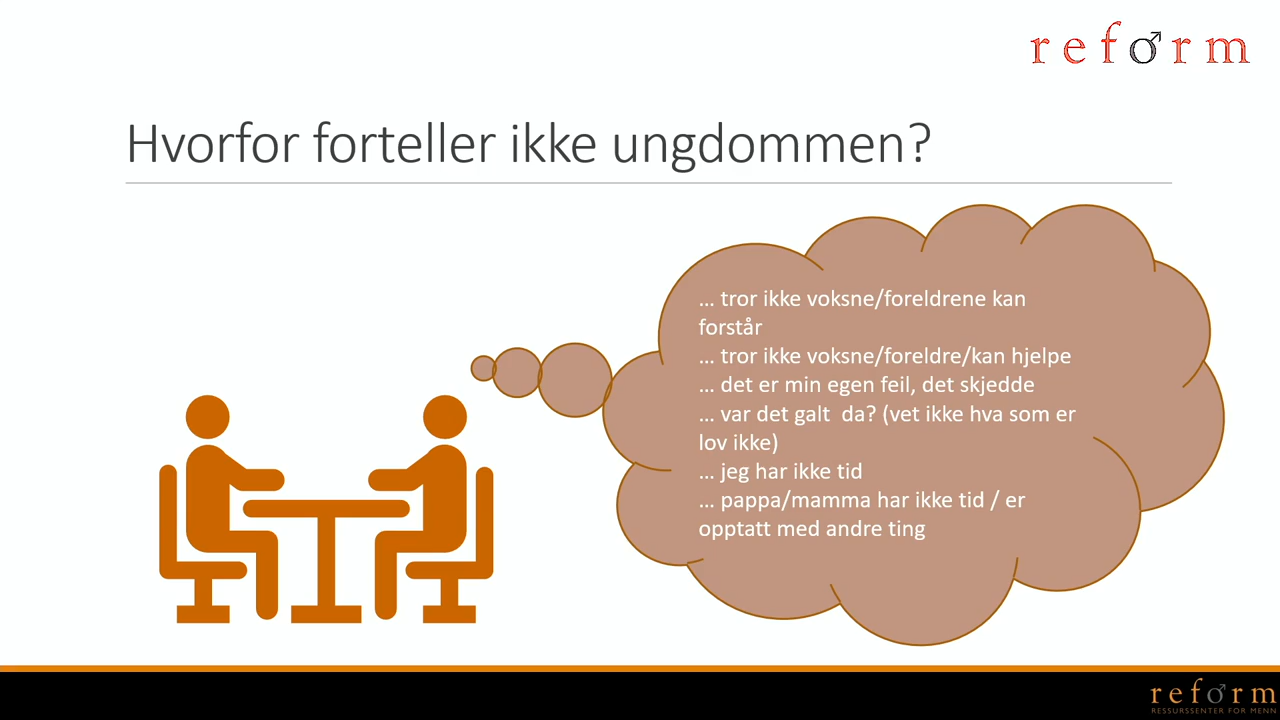 reform
Hvorfor forteller ikke ungdommen?
... tror ikke voksne/foreldrene kan
forstår
... tror ikke voksne/foreldre/kan hjelpe
... det er min egen feil, det skjedde
... var det galt  da? (vet ikke hva som er
lov ikke)
... jeg har ikke tid
... pappa/mamma har ikke tid / er
opptatt med andre ting
reform
RESSURSSENTER FOR MENN